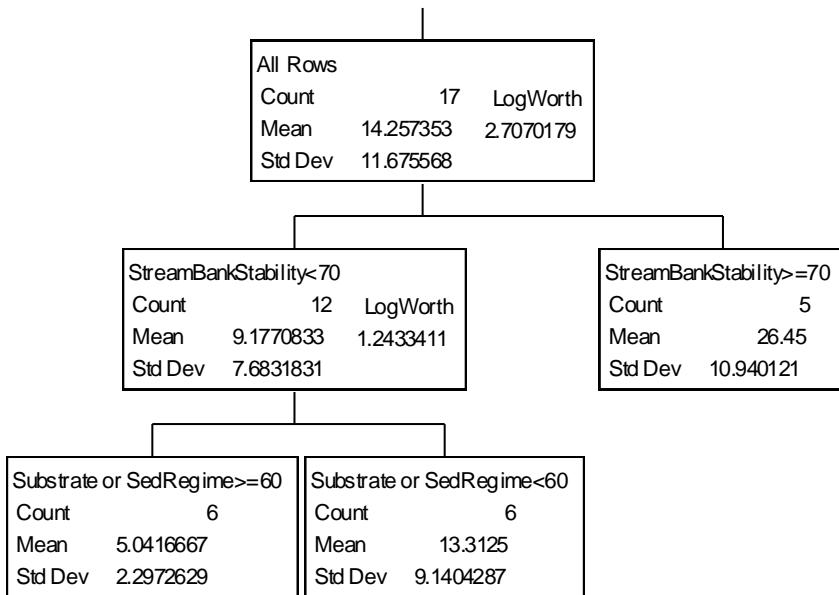 All Rows
Count 17 LogWorth
Mean 14.257353 2.7070179
Std Dev 11.675568
StreamBankStability<70
Count 12 LogWorth
Mean 9.1770833 1.2433411
Std Dev 7.6831831
StreamBankStability>=70
Count 5
Mean 26.45
Std Dev 10.940121
Substrate or SedRegime>=60
Count 6
Mean 5.0416667
Std Dev 2.2972629
Substrate or SedRegime<60
Count 6
Mean 13.3125
Std Dev 9.1404287